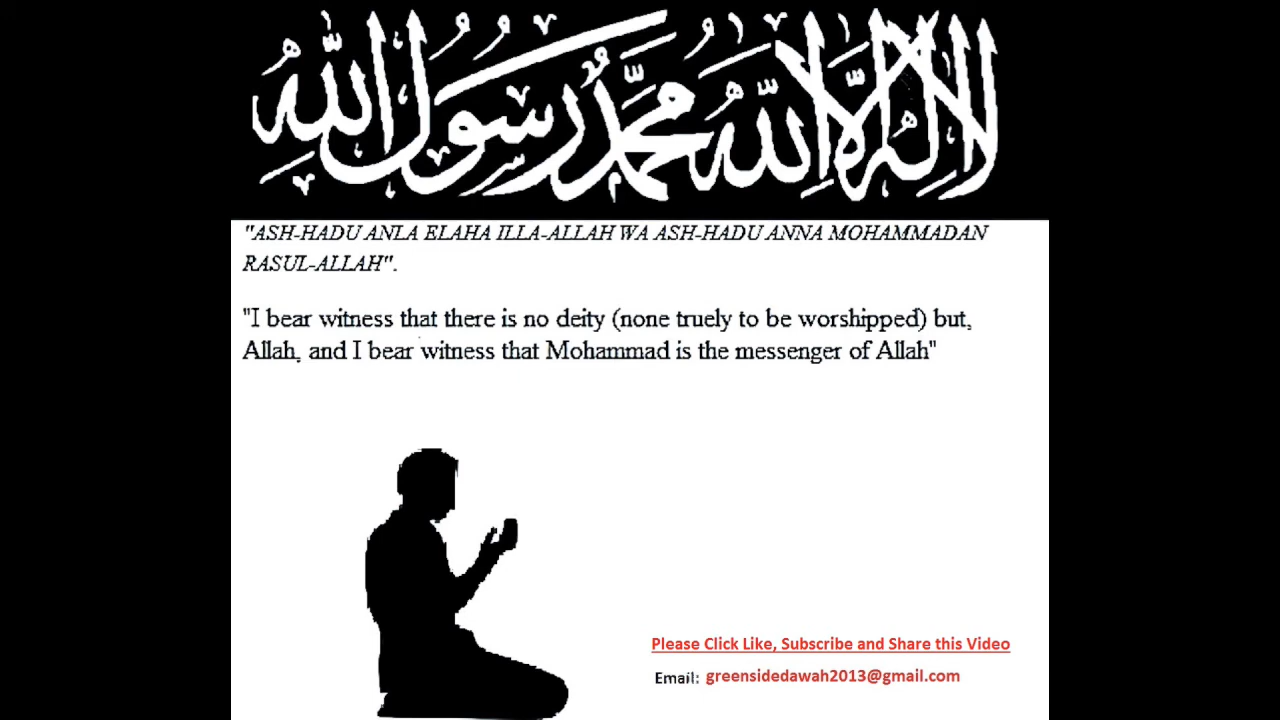 لا إله إلا الله محمد رسول الله
"ASH-HADU ANLA ELAHA ILLA-ALLAH WA ASH-HADU ANNA MOHAMMADAN
RASUL-ALLAH".
"I bear witness that there is no deity (none truely to be worshipped) but,
Allah, and I bear witness that Mohammad is the messenger of Allah"
Please Click Like, Subscribe and Share this Video
Email: greensidedawah2013@gmail.com